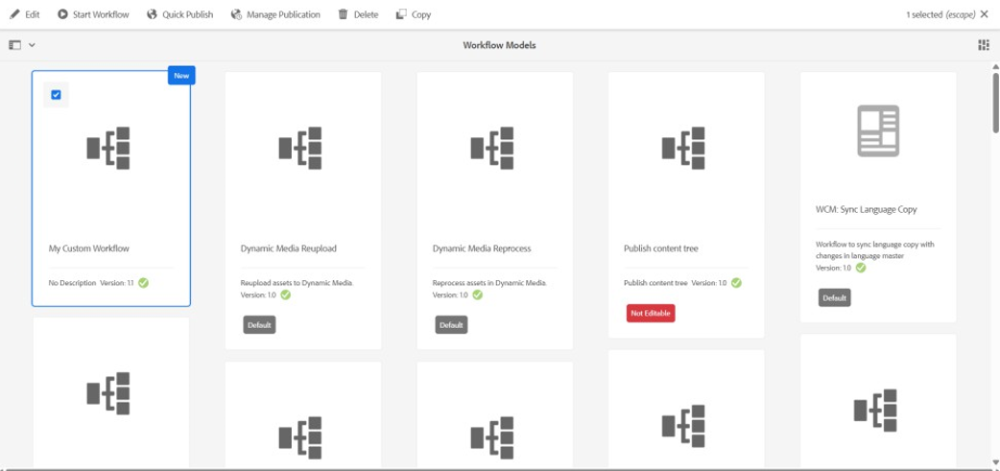 Edit Start Workflow Quick Publish Manage Publication Delete Copy 1 selected (escape)
Workflow Models
New
My Custom Workflow
No Description Version: 1.1
Dynamic Media Reupload
Reupload assets to Dynamic Media.
Version: 1.0
Default
Dynamic Media Reprocess
Reprocess assets in Dynamic Media.
Version: 1.0
Default
Publish content tree
Publish content tree Version: 1.0
Not Editable
WCM: Sync Language Copy
Workflow to sync language copy with
changes in language master
Version: 1.0
Default